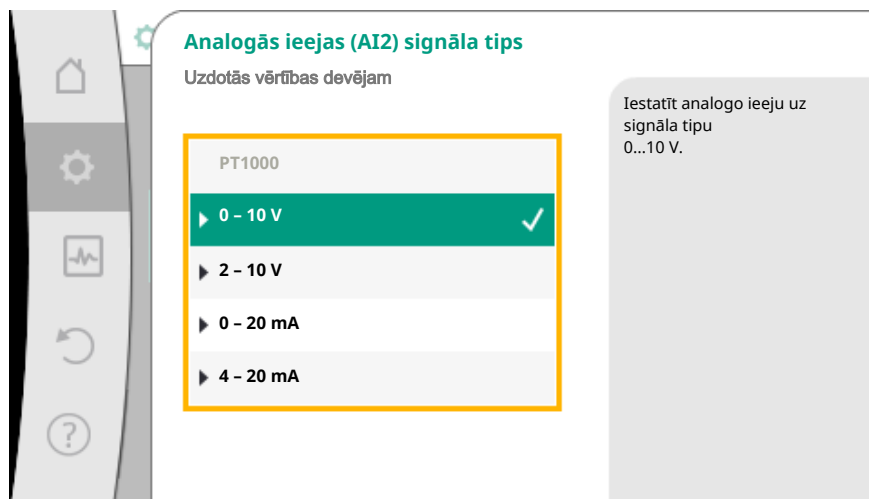 Analogās ieejas (AI2) signāla tips
Uzdotās vērtības devējam
PT1000
0 – 10 V
2 – 10 V
0 – 20 mA
4 – 20 mA
Iestatīt analogo ieeju uz
signāla tipu
0...10 V.
?